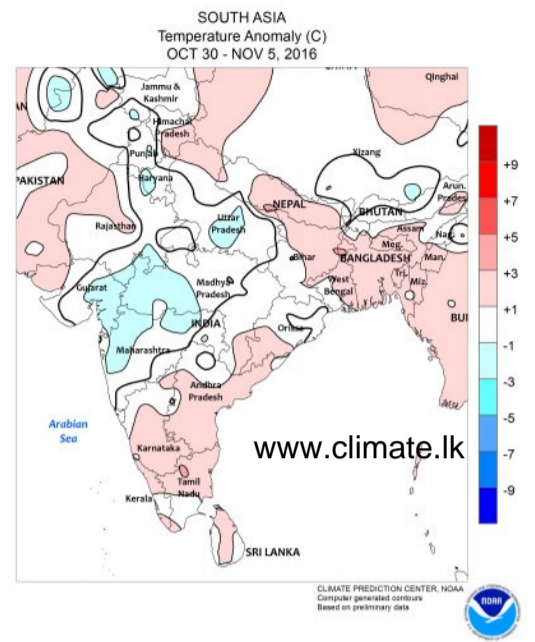 SOUTH ASIA
Temperature Anomaly (C)
OCT 30 - NOV 5, 2016
Jammu &
Kashmir
Qinghai
Himachal
Pradesh
Punjab
Xizang
PAKISTAN
Haryana
Arun.
Prades
NEPAL
BHUTAN
Rajasthan
Uttar
Pradesh
Assam
Nag.
Meg.
Bihar
BANGLADESH
Man.
Gujarat
Madhya
Pradesh
West
Bengal
Tri.
Miz.
INDIA
Orissa
BUI
Maharashtra
Andhra
Pradesh
Arabian
Sea
Karnataka
www.climate.lk
Tamil
Nadu
Kerala
SRI LANKA
+9
+7
+5
+3
+1
-1
-3
-5
-7
-9
CLIMATE PREDICTION CENTER, NOAA
Computer generated contours
Based on preliminary data
NOAA